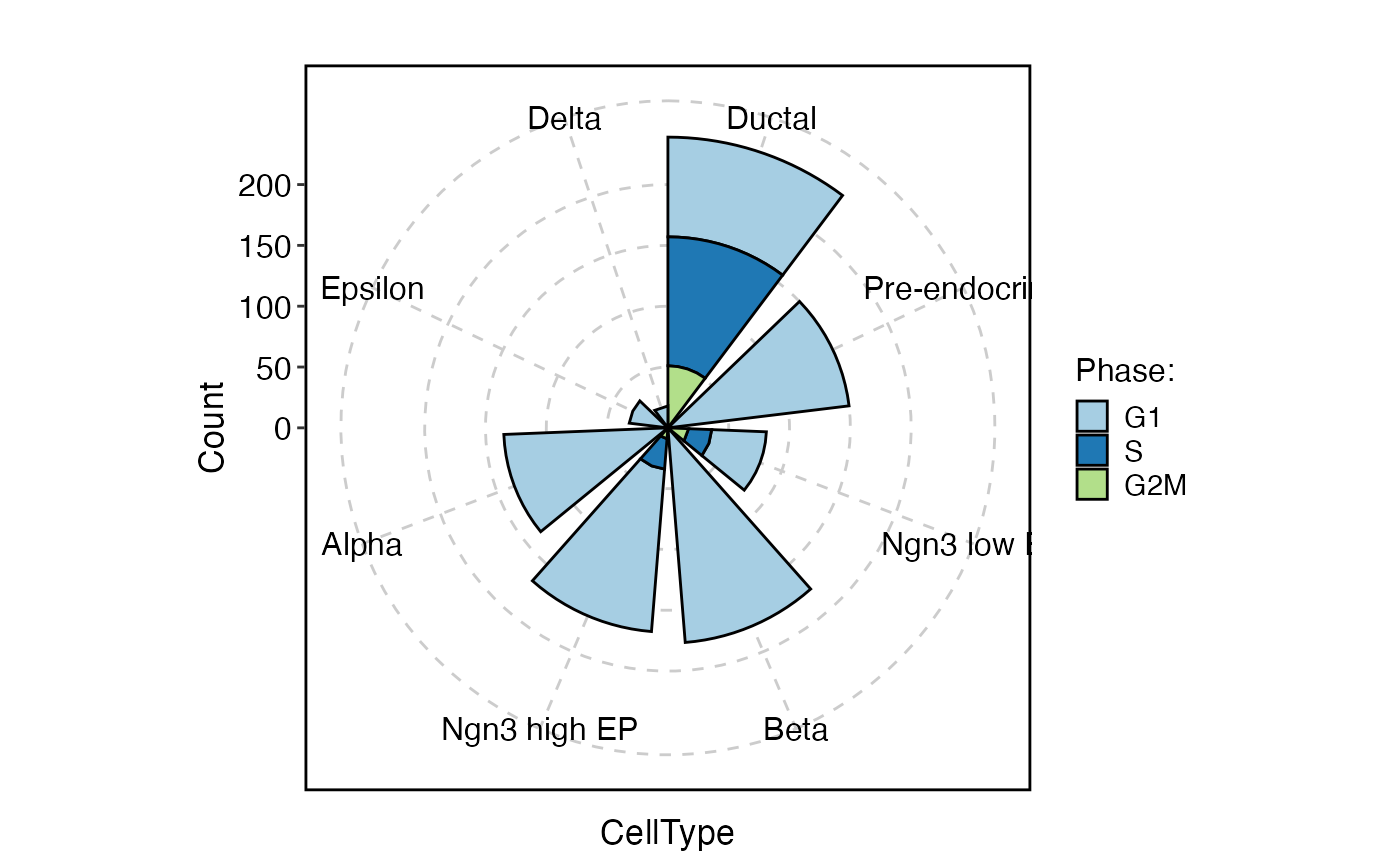 Delta
Ductal
200
150
100
50
0
Epsilon
Pre-endocri
Count
Alpha
Ngn3 low
Ngn3 high EP
Beta
CellType
Phase:
G1
S
G2M